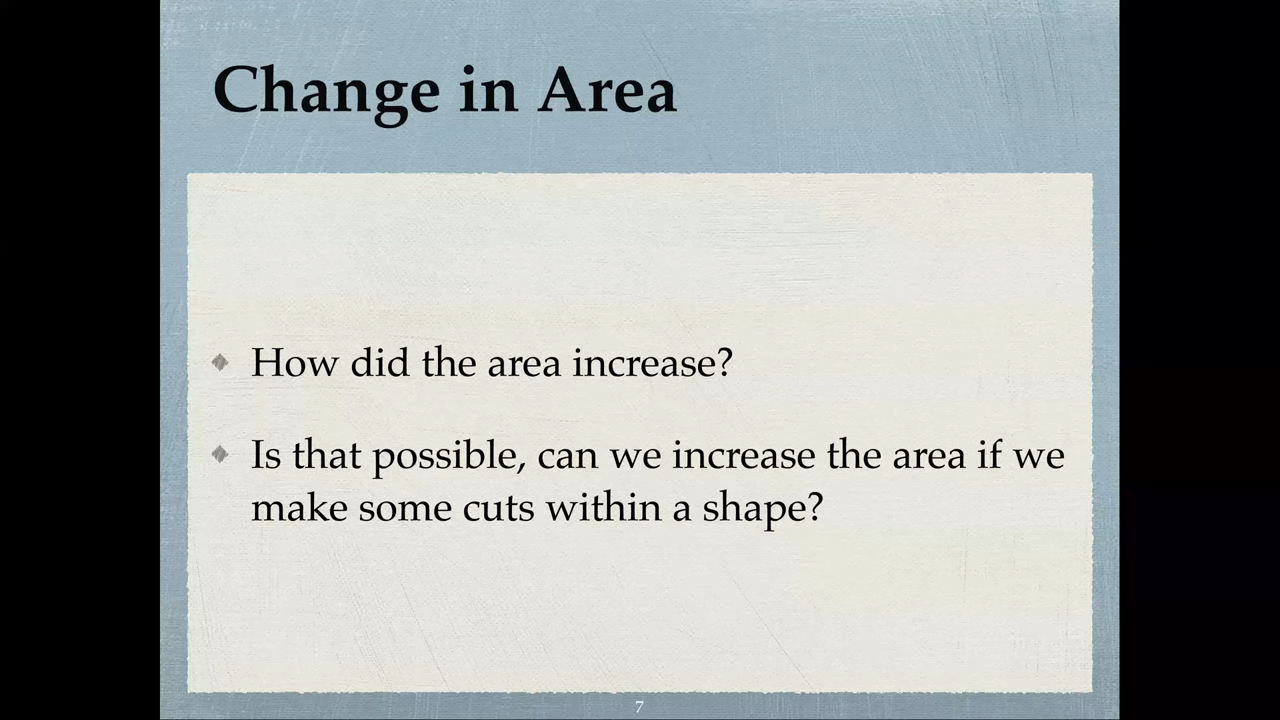 Change in Area
How did the area increase?
Is that possible, can we increase the area if we
make some cuts within a shape?
7